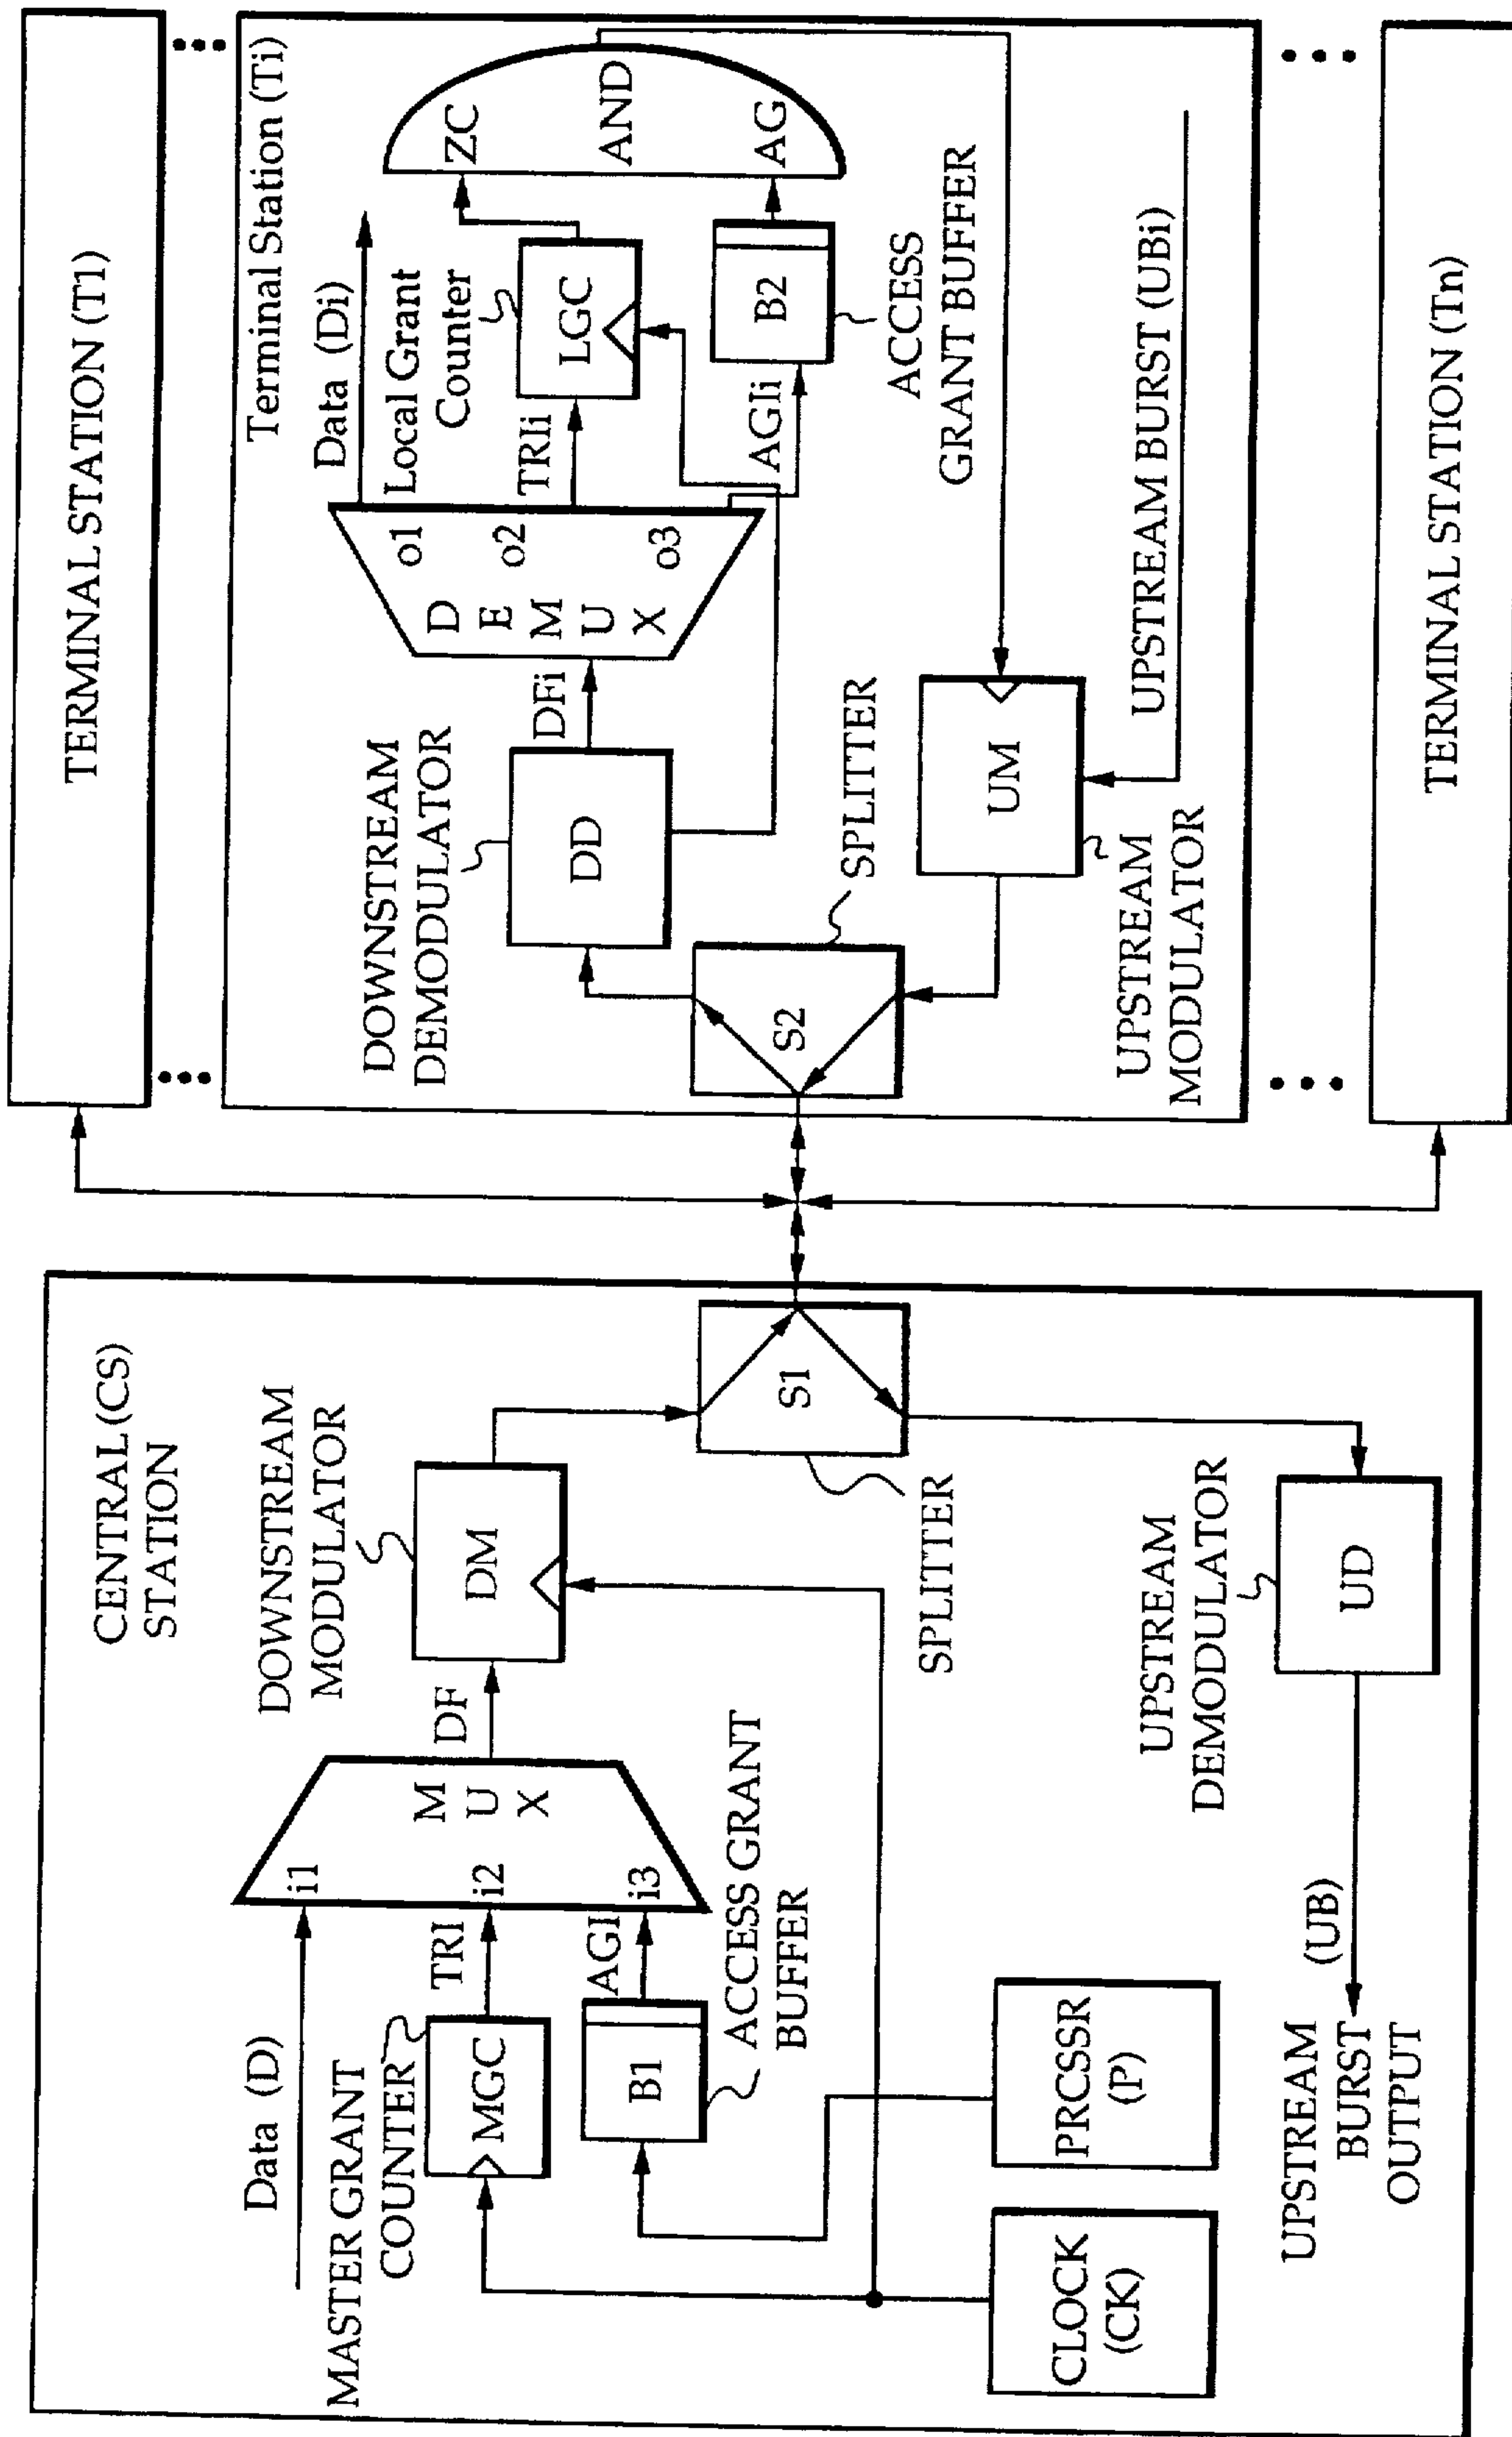 CENTRAL (CS)
STATION
Data (D)
MASTER GRANT
COUNTER
MGC
TRI
i1
i2
i3
M
U
X
AGI
B1
ACCESS GRANT
BUFFER
DF
DOWNSTREAM
MODULATOR
DM
S1
SPLITTER
CLOCK
(CK)
PRCSSR
(P)
UPSTREAM
DEMODULATOR
UD
(UB)
UPSTREAM
BURST
OUTPUT
TERMINAL STATION (T1)
Terminal Station (Ti)
DOWNSTREAM
DEMODULATOR
DD
DFi
D
E
M
U
X
o1
o2
o3
Data (Di)
Local Grant
Counter
TRIi
LGC
ZC
AND
AG
AGIi
B2
ACCESS
GRANT BUFFER
S2
SPLITTER
UM
UPSTREAM
MODULATOR
UPSTREAM BURST (UBi)
TERMINAL STATION (Tn)